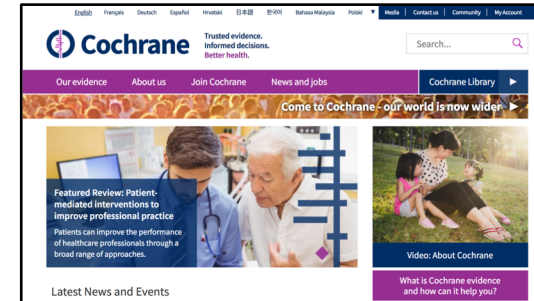 English Français Deutsch Español Hrvatski 日本語 한국어 Bahasa Malaysia Polski ▼ Media Contact us Community My Account
Cochrane
Trusted evidence.
Informed decisions.
Better health.
Search...
Our evidence About us Join Cochrane News and jobs Cochrane Library ▶
Come to Cochrane - our world is now wider ▶
Featured Review: Patient-
mediated interventions to
improve professional practice
Patients can improve the performance
of healthcare professionals through a
broad range of approaches.
Video: About Cochrane
What is Cochrane evidence
and how can it help you?
Latest News and Events